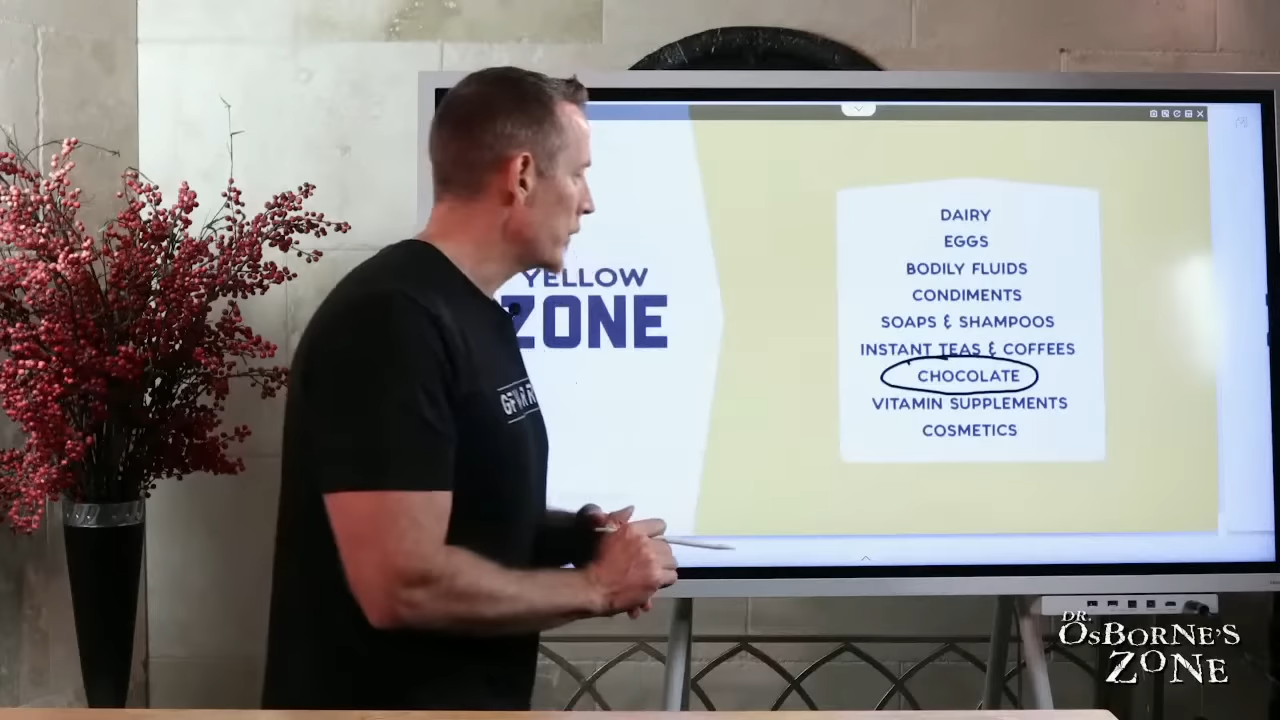 YELLOW
ZONE
DAIRY
EGGS
BODILY FLUIDS
CONDIMENTS
SOAPS & SHAMPOOS
INSTANT TEAS & COFFEES
CHOCOLATE
VITAMIN SUPPLEMENTS
COSMETICS
DR.
OSBORNE'S
ZONE